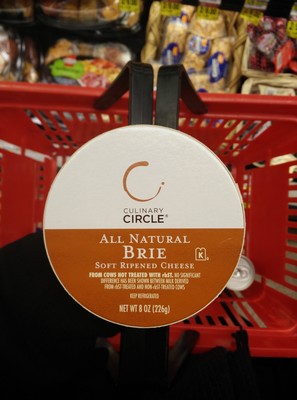 CULINARY
CIRCLE®
ALL NATURAL
BRIE
SOFT RIPENED CHEESE
FROM COWS NOT TREATED WITH rbST. NO SIGNIFICANT
DIFFERENCE HAS BEEN SHOWN BETWEEN MILK DERIVED
FROM rbST-TREATED AND NON-rbST TREATED COWS
KEEP REFRIGERATED
K
NET WT 8 OZ (226g)